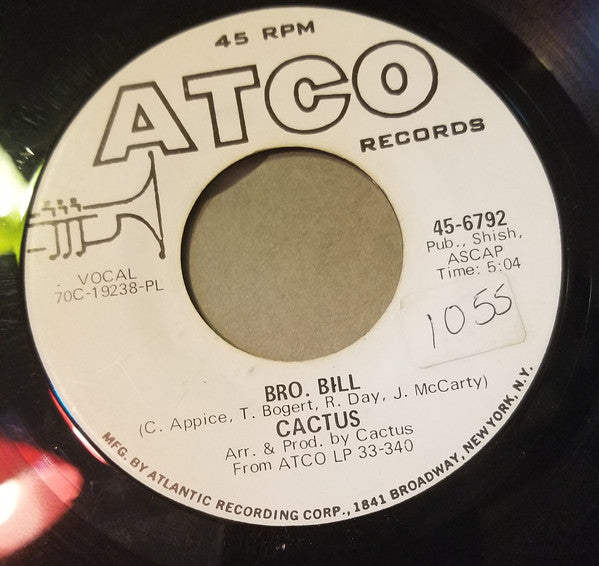 45 RPM
ATCO
RECORDS
45-6792
Pub., Shish,
ASCAP
Time: 5:04
VOCAL
70C-19238-PL
1055
BRO. BILL
(C. Appice, T. Bogert, R. Day, J. McCarty)
CACTUS
Arr. & Prod. by Cactus
From ATCO LP 33-340
MFG. BY ATLANTIC RECORDING CORP., 1841 BROADWAY, NEW YORK, N.Y.